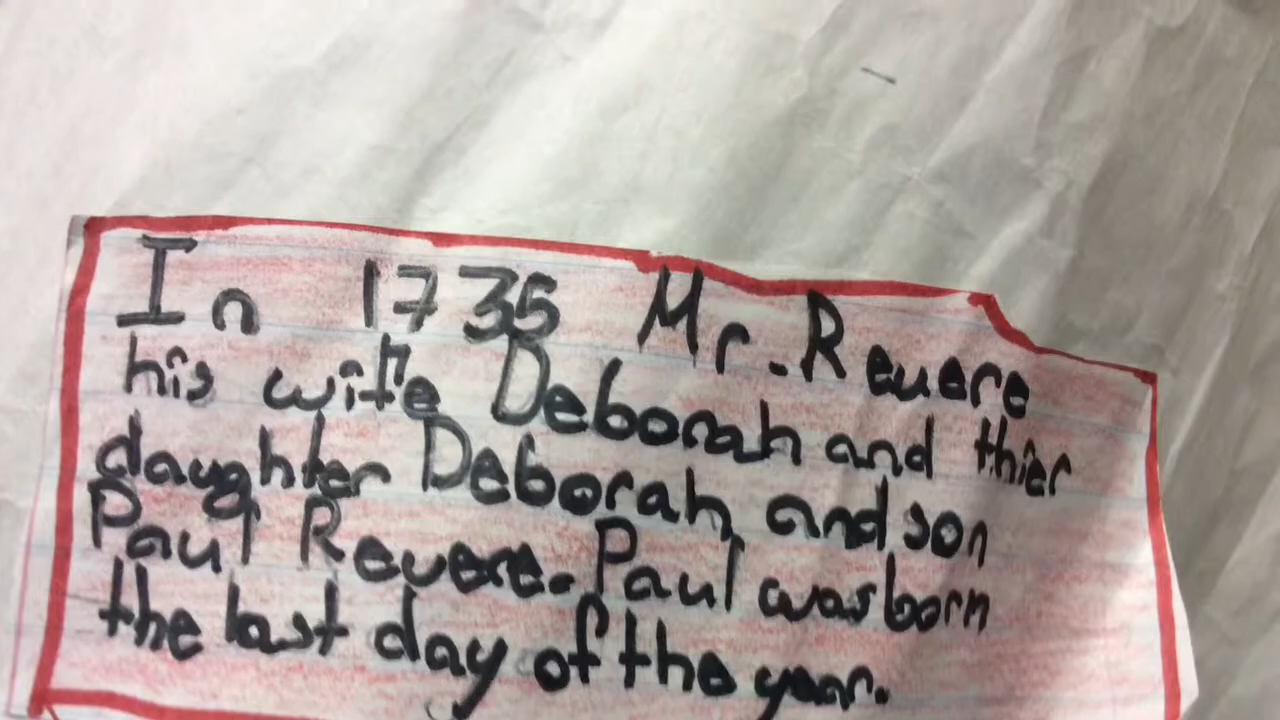 In 1735 Mr. Revere
his wife Deborah and thier
daughter Deborah and son
Paul Revere. Paul was born
the last day of the year.